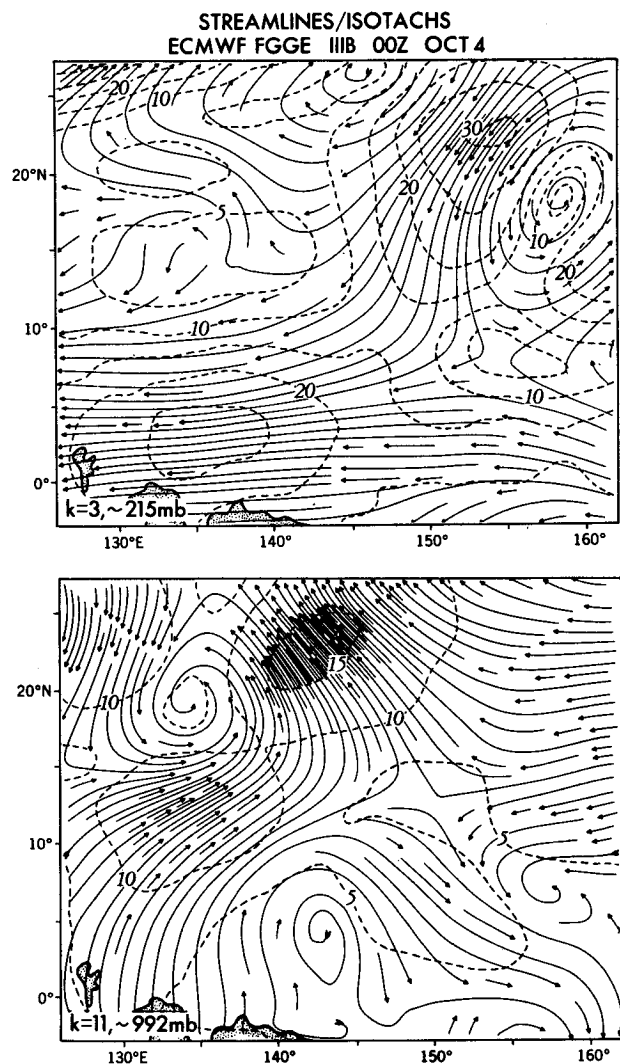 STREAMLINES/ISOTACHS
ECMWF FGGE IIIB 00Z OCT 4
20 10 30
20°N 20
5 10
20
10° 10
20 10
0°
k=3,~215mb
130°E 140° 150° 160°
15
20°N 10 10
10° 5
10 5
0°
k=11,~992mb
130°E 140° 150° 160°